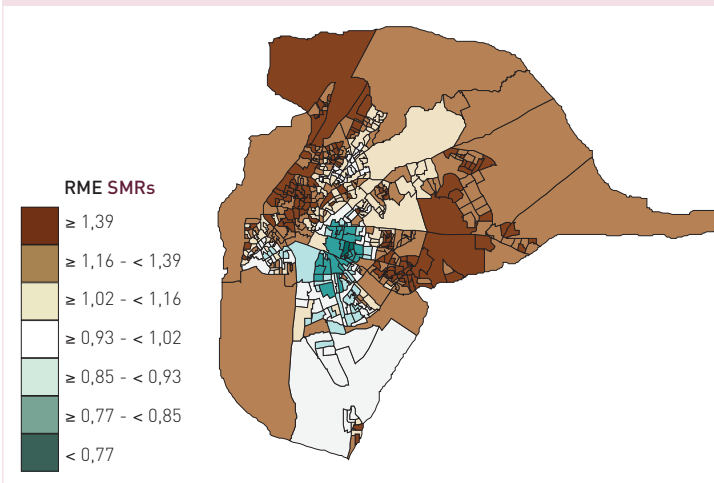 RME SMRs
≥ 1,39
≥ 1,16 - < 1,39
≥ 1,02 - < 1,16
≥ 0,93 - < 1,02
≥ 0,85 - < 0,93
≥ 0,77 - < 0,85
< 0,77